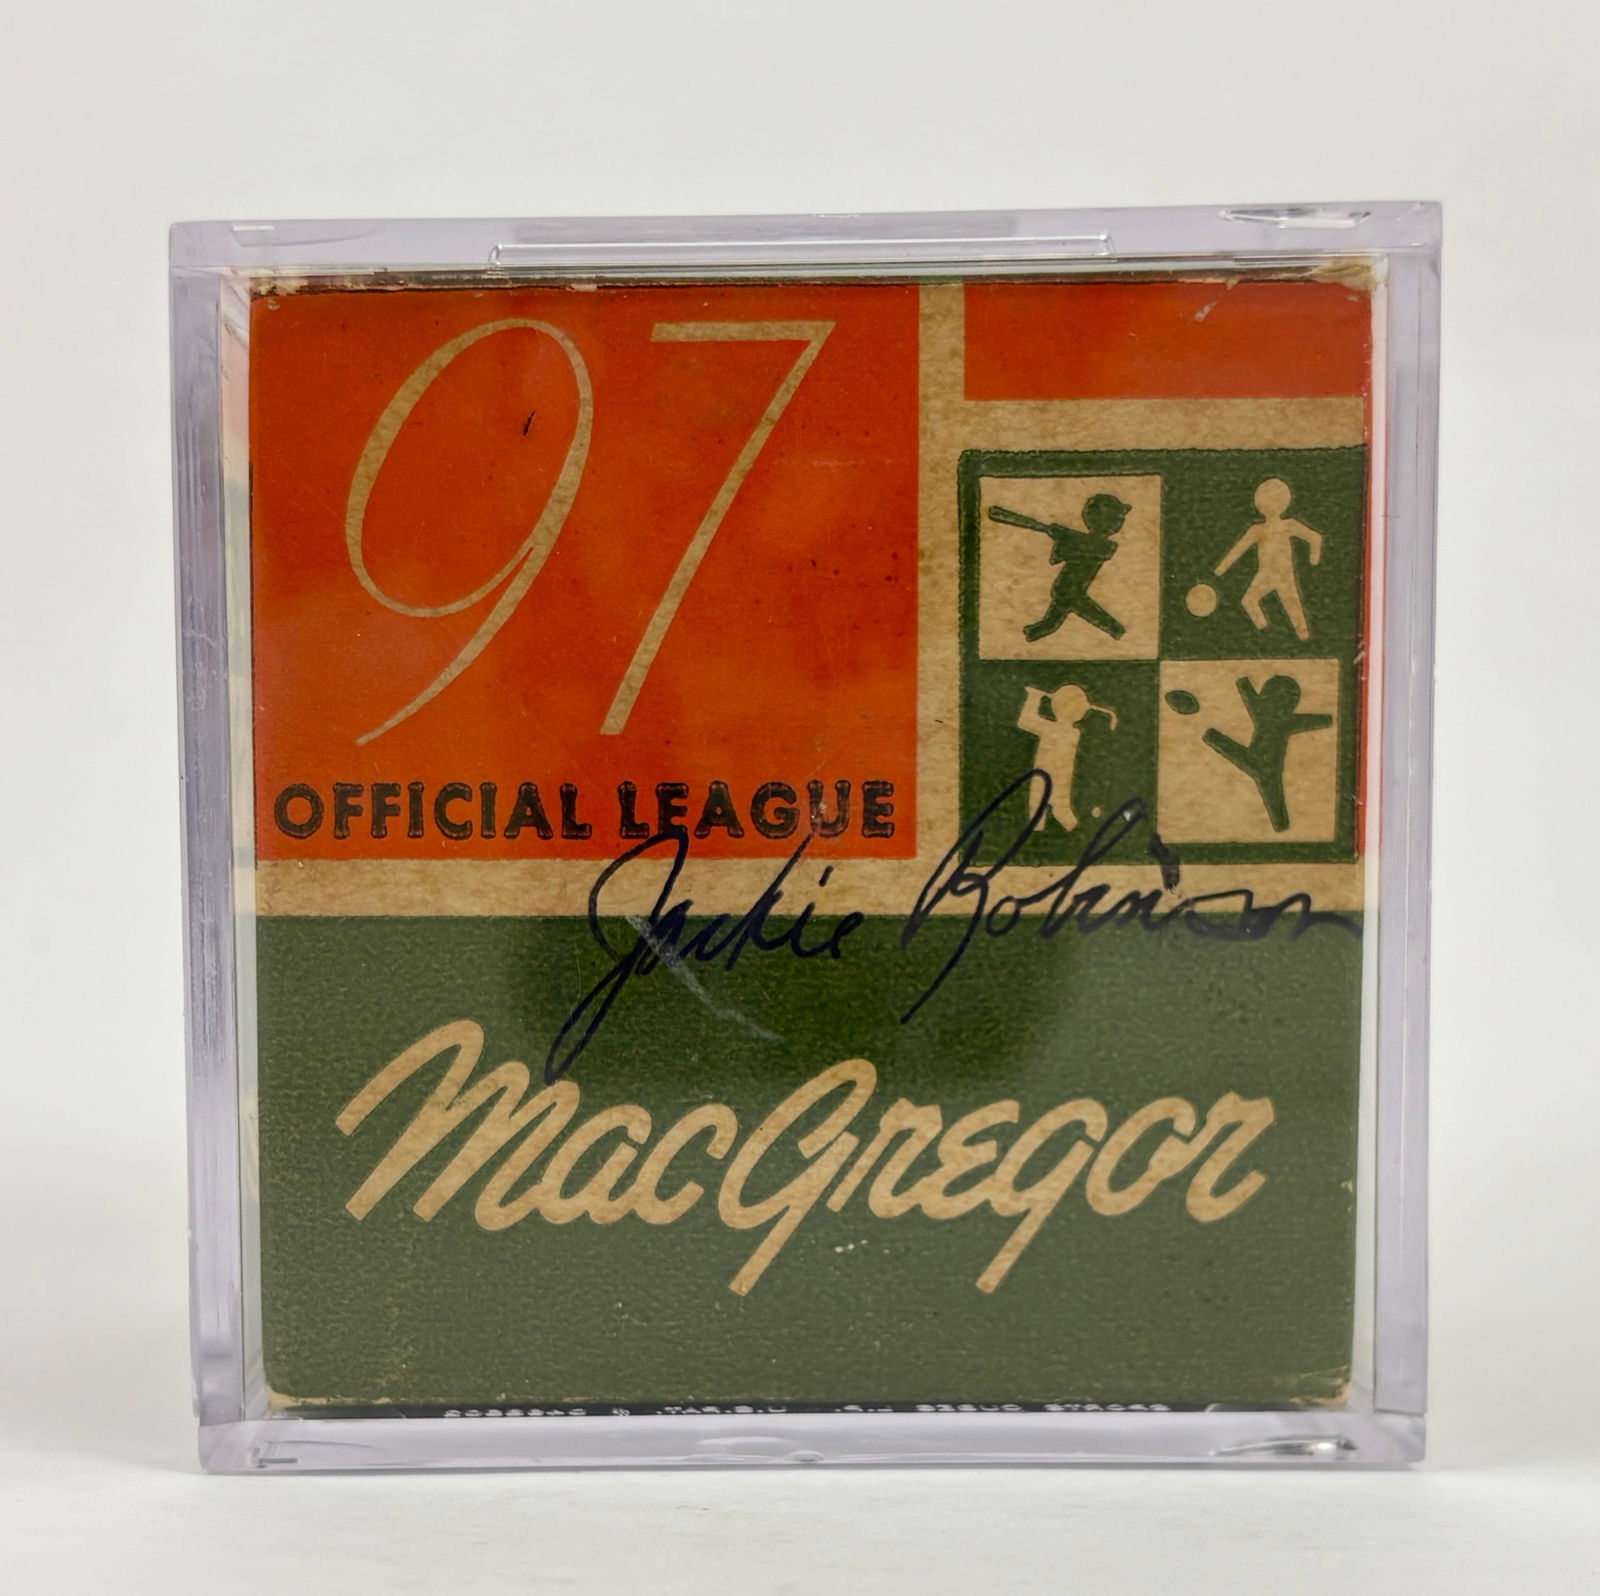 97
OFFICIAL LEAGUE
Jackie Robinson
MacGregor